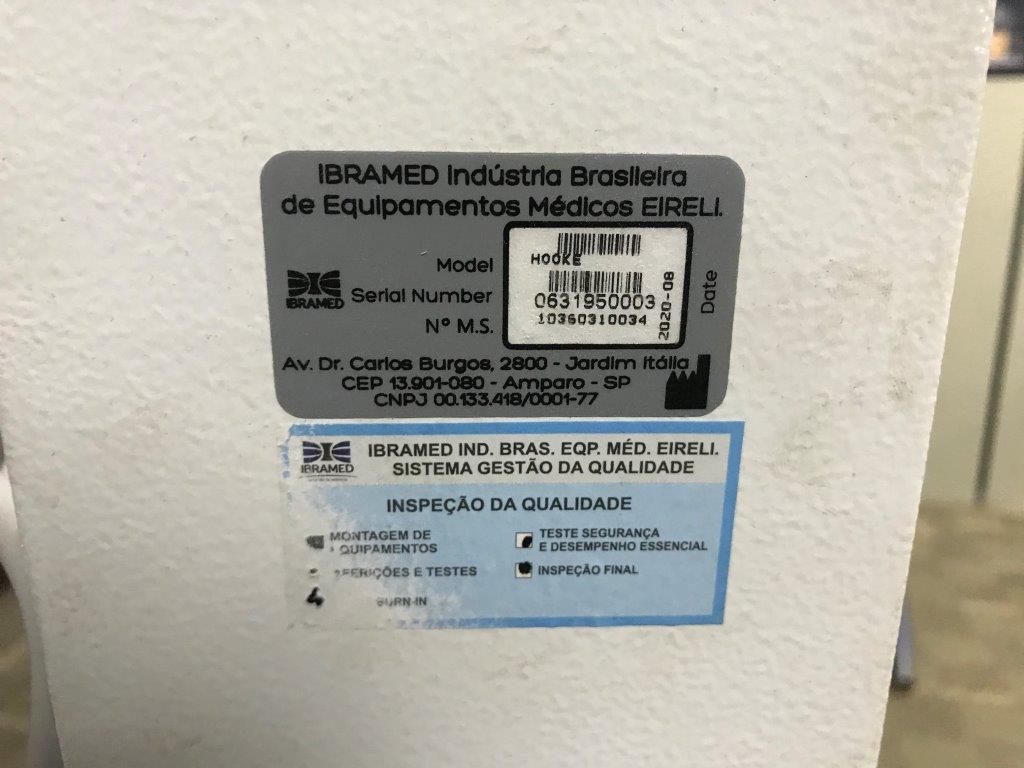 IBRAMED Indústria Brasileira
de Equipamentos Médicos EIRELI.
Model HOOKE
IBRAMED
Serial Number 0631950003
Nº M.S. 10360310034
2020-08
Date
Av. Dr. Carlos Burgos, 2800 - Jardim Itália
CEP 13.901-080 - Amparo - SP
CNPJ 00.133.418/0001-77
IBRAMED
IBRAMED IND. BRAS. EQP. MÉD. EIRELI.
SISTEMA GESTÃO DA QUALIDADE
INSPEÇÃO DA QUALIDADE
MONTAGEM DE
QUIPAMENTOS
TESTE SEGURANÇA
E DESEMPENHO ESSENCIAL
FERIÇÕES E TESTES
INSPEÇÃO FINAL
BURN-IN